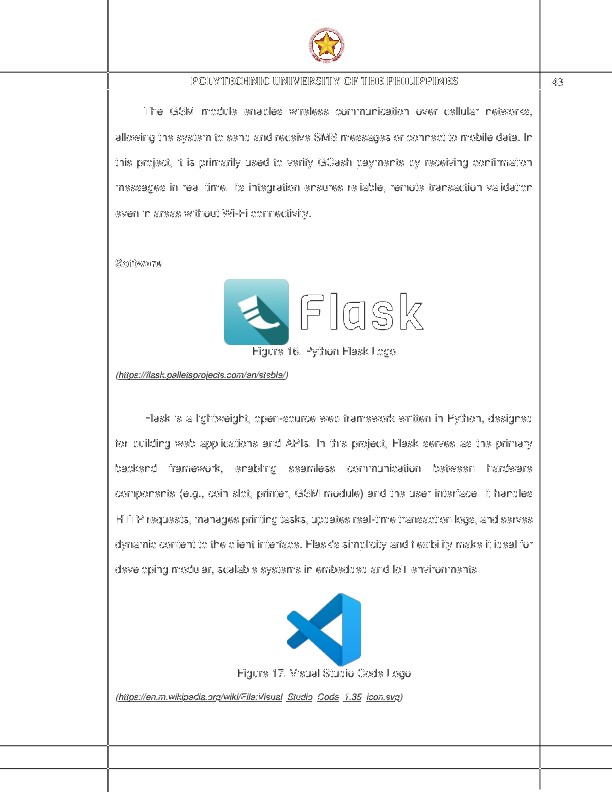 POLYTECHNIC UNIVERSITY OF THE PHILIPPINES
43
The GSM module enables wireless communication over cellular networks,
allowing the system to send and receive SMS messages or connect to mobile data. In
this project, it is primarily used to verify GCash payments by receiving confirmation
messages in real time. Its integration ensures reliable, remote transaction validation
even in areas without Wi-Fi connectivity.
Software
Flask
Figure 16. Python Flask Logo
(https://flask.palletsprojects.com/en/stable/)
Flask is a lightweight, open-source web framework written in Python, designed
for building web applications and APIs. In this project, Flask serves as the primary
backend framework, enabling seamless communication between hardware
components (e.g., coin slot, printer, GSM module) and the user interface. It handles
HTTP requests, manages printing tasks, updates real-time transaction logs, and serves
dynamic content to the client interface. Flask's simplicity and flexibility make it ideal for
developing modular, scalable systems in embedded and IoT environments.
Figure 17. Visual Studio Code Logo
(https://en.m.wikipedia.org/wiki/File:Visual_Studio_Code_1.35_icon.svg)